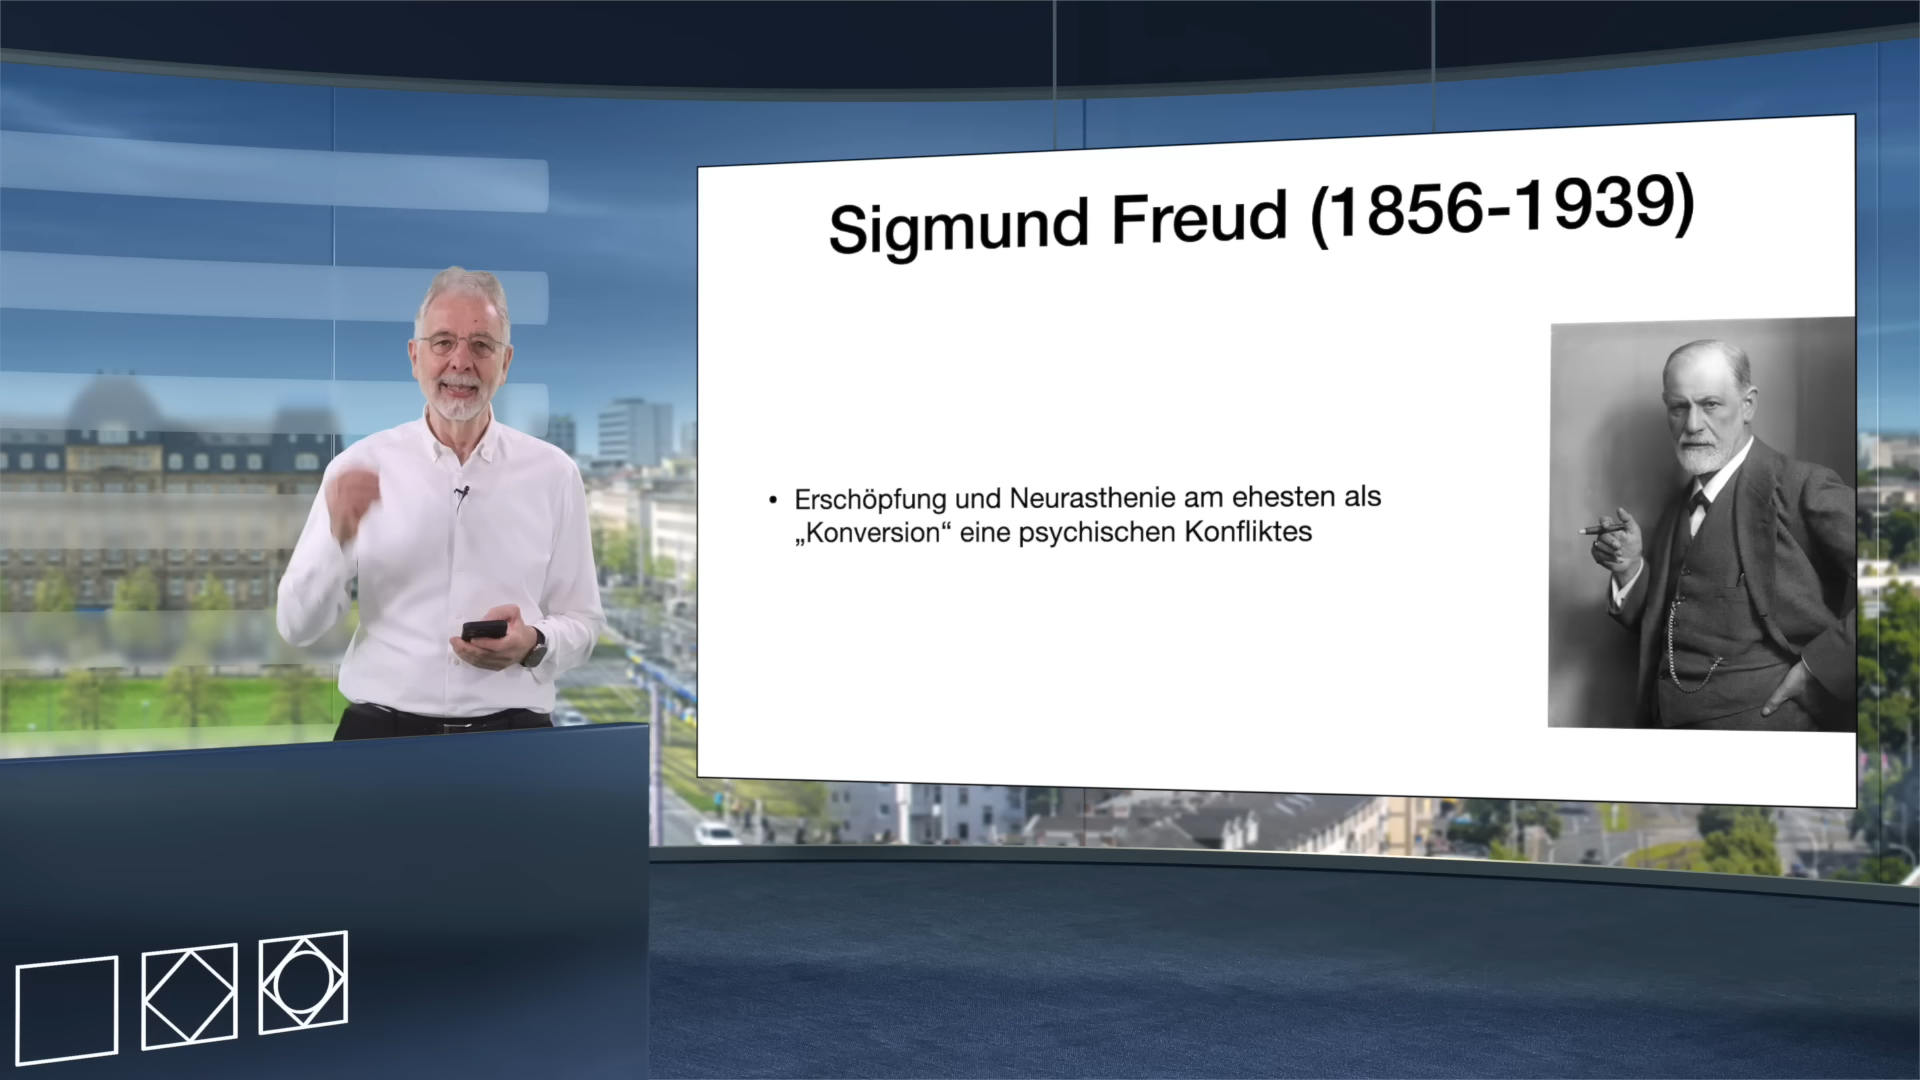 Sigmund Freud (1856-1939)
• Erschöpfung und Neurasthenie am ehesten als
„Konversion“ eine psychischen Konfliktes